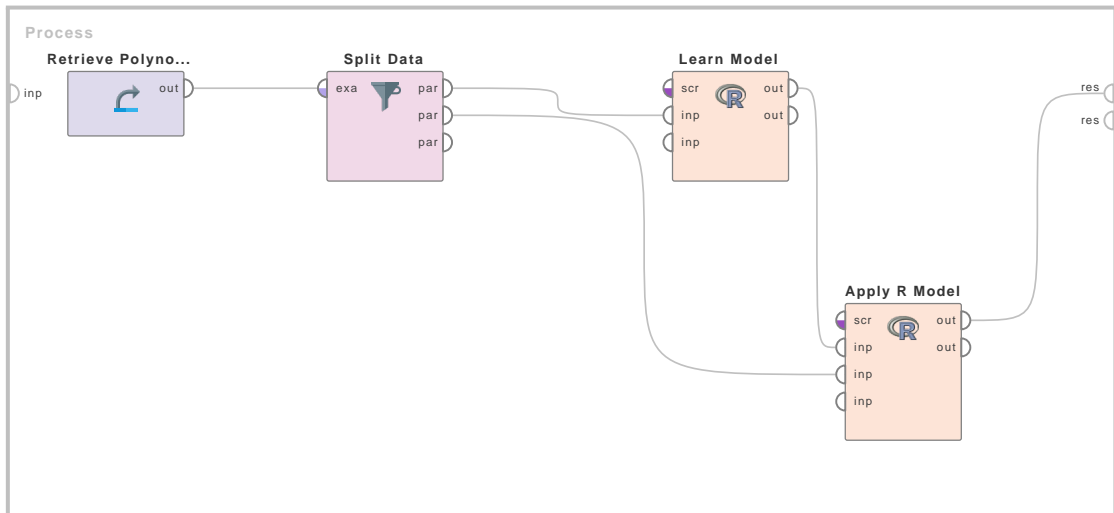 Process
inp
Retrieve Polyno...
out
Split Data
exa par
par
par
Learn Model
scr R out
inp out
inp
Apply R Model
scr R out
inp out
inp
inp
res
res